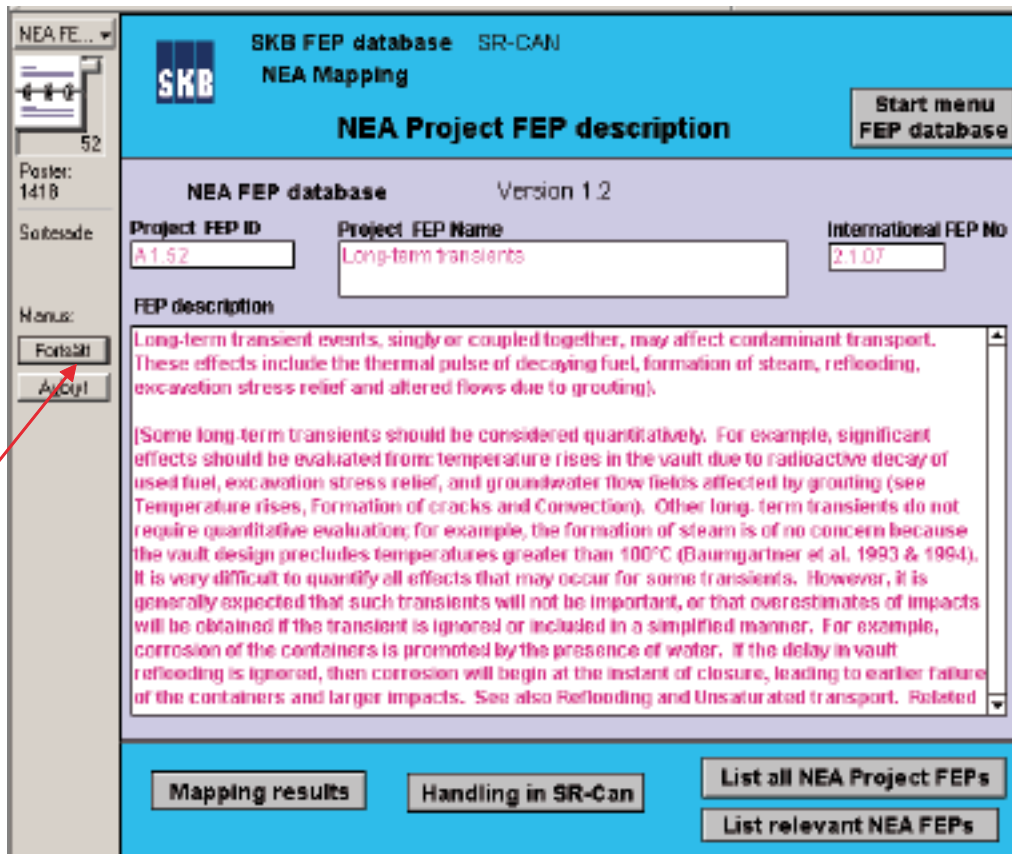 NEA FE...
52
Poster:
1418
Sorterade
Manus:
Fortsätt
Avbryt
SKB
SKB FEP database SR-CAN
NEA Mapping
NEA Project FEP description
Start menu
FEP database
NEA FEP database Version 1.2
Project FEP ID Project FEP Name International FEP No
A 1.52 Long-term transients 2.1.07
FEP description
Long-term transient events, singly or coupled together, may affect contaminant transport.
These effects include the thermal pulse of decaying fuel, formation of steam, reflooding,
excavation stress relief and altered flows due to grouting).
[Some long-term transients should be considered quantitatively. For example, significant
effects should be evaluated from: temperature rises in the vault due to radioactive decay of
used fuel, excavation stress relief, and groundwater flow fields affected by grouting (see
Temperature rises, Formation of cracks and Convection). Other long- term transients do not
require quantitative evaluation; for example, the formation of steam is of no concern because
the vault design precludes temperatures greater than 100°C (Baumgartner et al. 1993 & 1994).
It is very difficult to quantify all effects that may occur for some transients. However, it is
generally expected that such transients will not be important, or that overestimates of impacts
will be obtained if the transient is ignored or included in a simplified manner. For example,
corrosion of the containers is promoted by the presence of water. If the delay in vault
reflooding is ignored, then corrosion will begin at the instant of closure, leading to earlier failure
of the containers and larger impacts. See also Reflooding and Unsaturated transport. Related
Mapping results
Handling in SR-Can
List all NEA Project FEPs
List relevant NEA FEPs